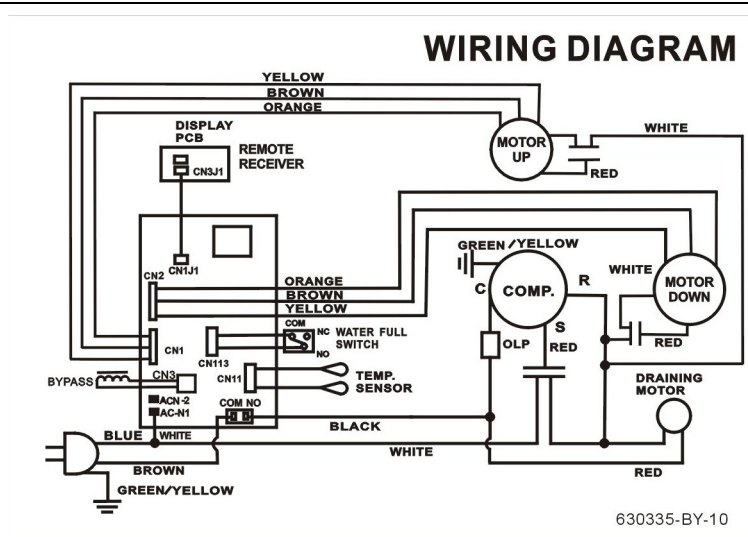 WIRING DIAGRAM
YELLOW
BROWN
ORANGE
DISPLAY
PCB
REMOTE
RECEIVER
CN3J1
MOTOR
UP
WHITE
RED
CN1J1
CN2
ORANGE
BROWN
YELLOW
GREEN/YELLOW
C
COMP.
R
S
WHITE
MOTOR
DOWN
RED
OLP
RED
CN1
CN113
COM
NC
NO
WATER FULL
SWITCH
BYPASS
CN3
CN11
TEMP.
SENSOR
ACN-2
AC-N1
COM NO
DRAINING
MOTOR
BLACK
BLUE
WHITE
WHITE
BROWN
RED
GREEN/YELLOW
630335-BY-10